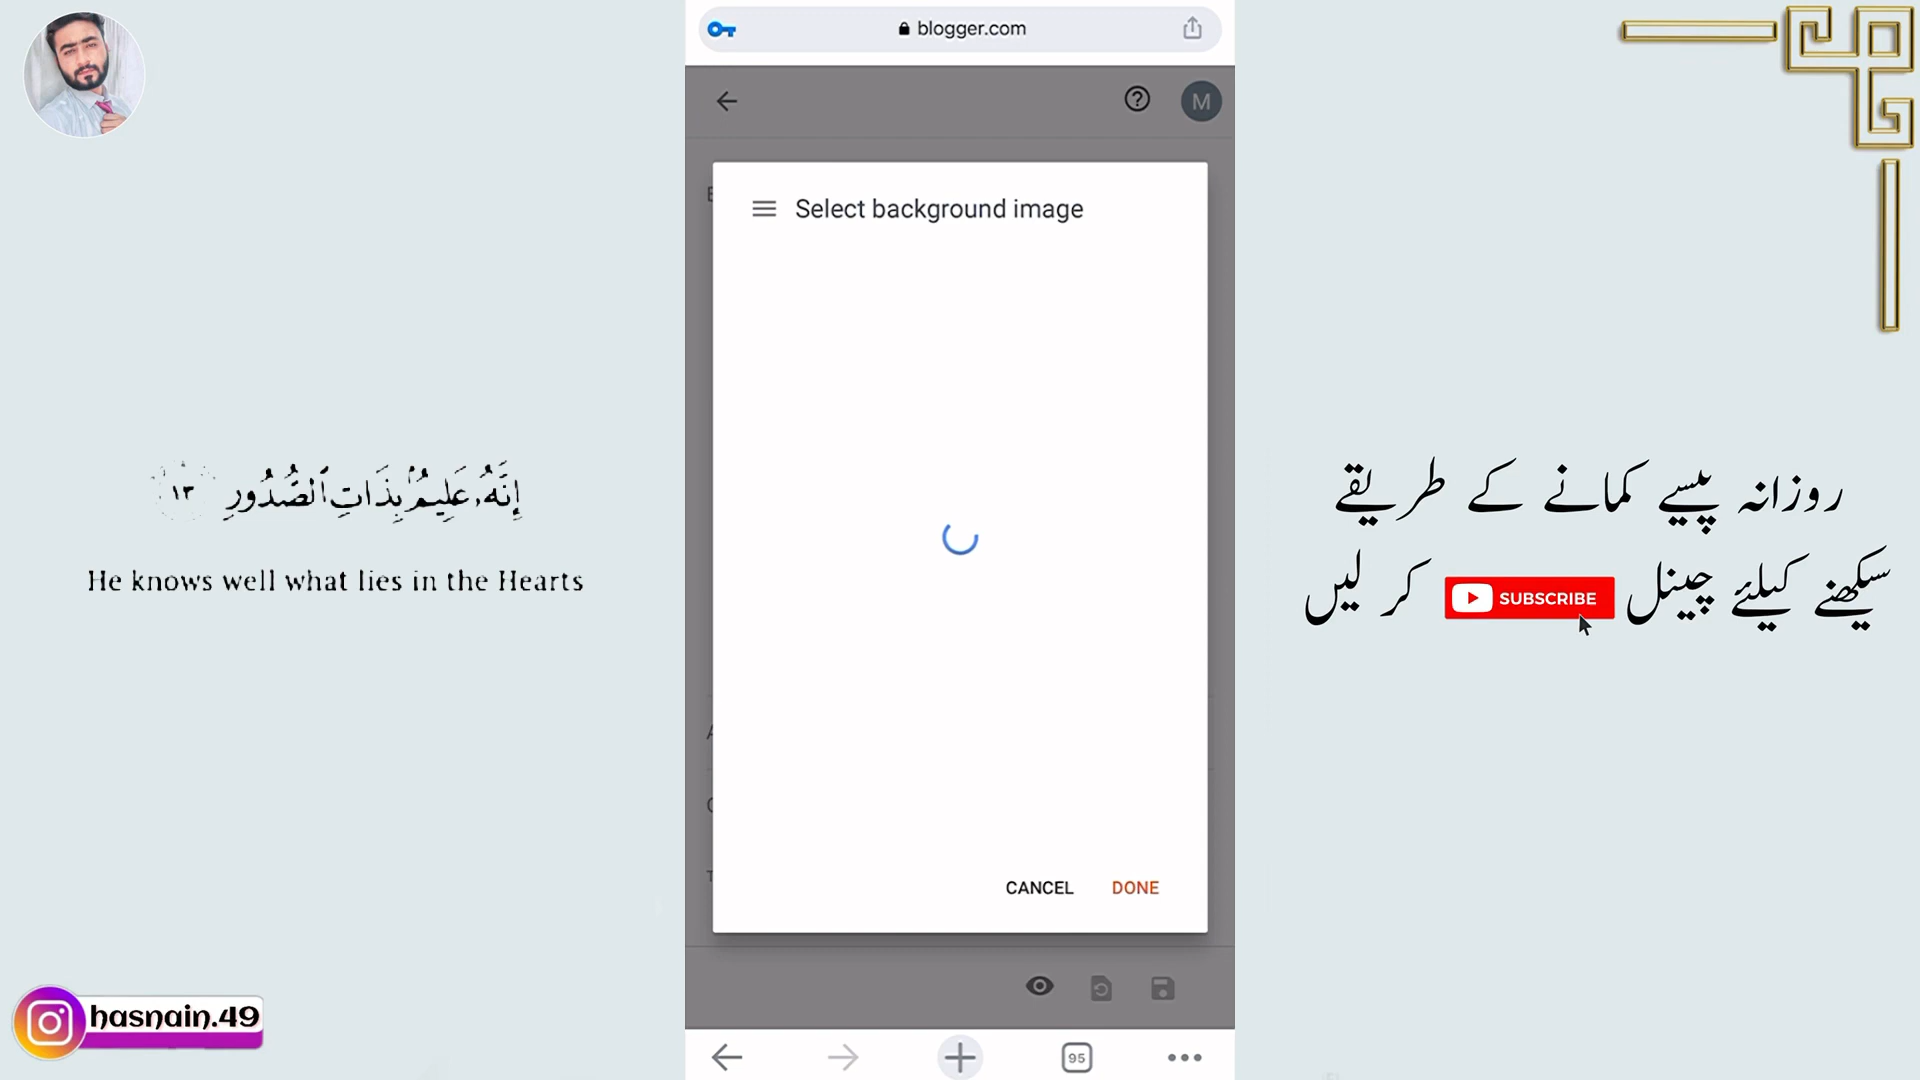 blogger.com
M
Select background image
CANCEL DONE
95
إِنَّهُۥ عَلِيمُۢ بِذَاتِ ٱلصُّدُورِ ١٣
He knows well what lies in the Hearts
روزانہ پیسے کمانے کے طریقے
سیکھنے کیلئے چینل SUBSCRIBE کر لیں
hasnain.49